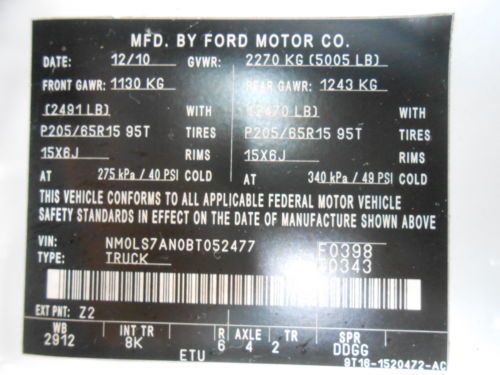 MFD. BY FORD MOTOR CO.
DATE: 12/10 GVWR: 2270 KG (5005 LB)
FRONT GAWR: 1130 KG REAR GAWR: 1243 KG
(2491 LB) WITH (2470 LB) WITH
P205/65R15 95T TIRES P205/65R15 95T TIRES
15X6J RIMS 15X6J RIMS
AT 275 kPa / 40 PSI COLD AT 340 kPa / 49 PSI COLD
THIS VEHICLE CONFORMS TO ALL APPLICABLE FEDERAL MOTOR VEHICLE
SAFETY STANDARDS IN EFFECT ON THE DATE OF MANUFACTURE SHOWN ABOVE
VIN: NM0LS7AN0BT052477 F0398
TYPE: TRUCK T0343
EXT PNT: Z2
WB INT TR R AXLE TR SPR
2912 8K 6 4 2 DDGG
ETU 9T16-1520472-AC